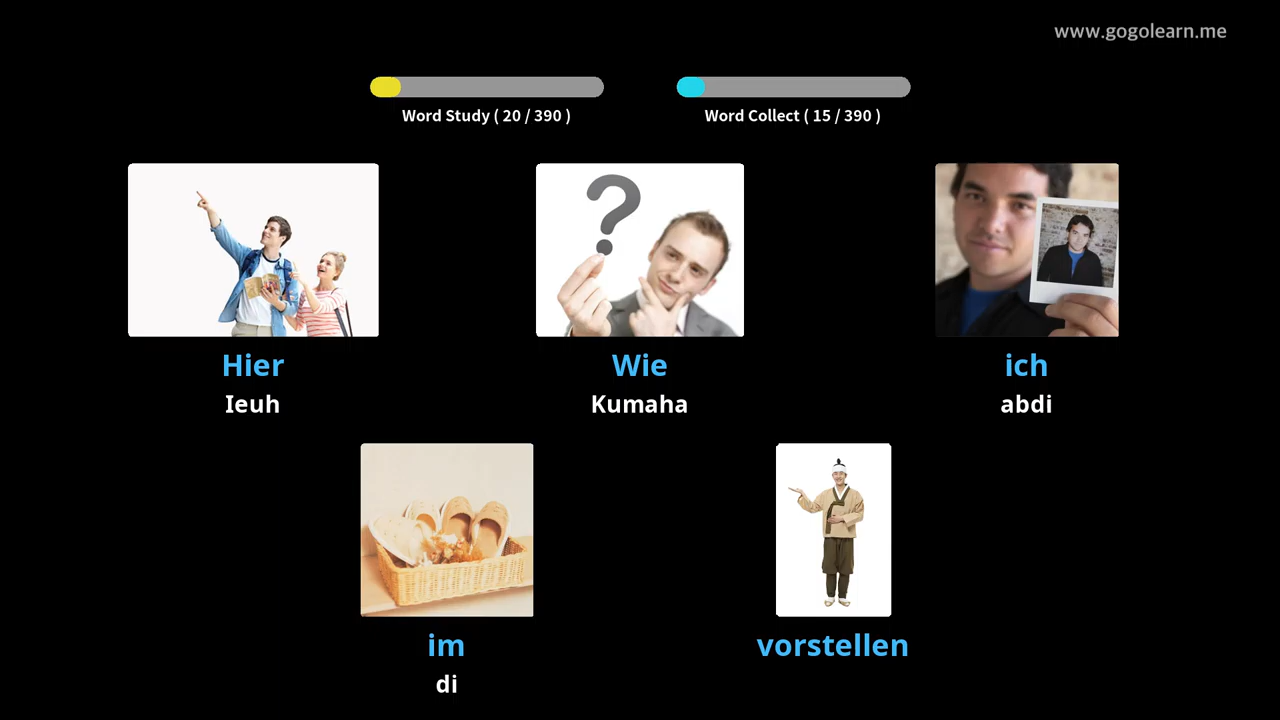 www.gogolearn.me
Word Study ( 20 / 390 )
Word Collect ( 15 / 390 )
Hier
Ieuh
Wie
Kumaha
ich
abdi
im
di
vorstellen